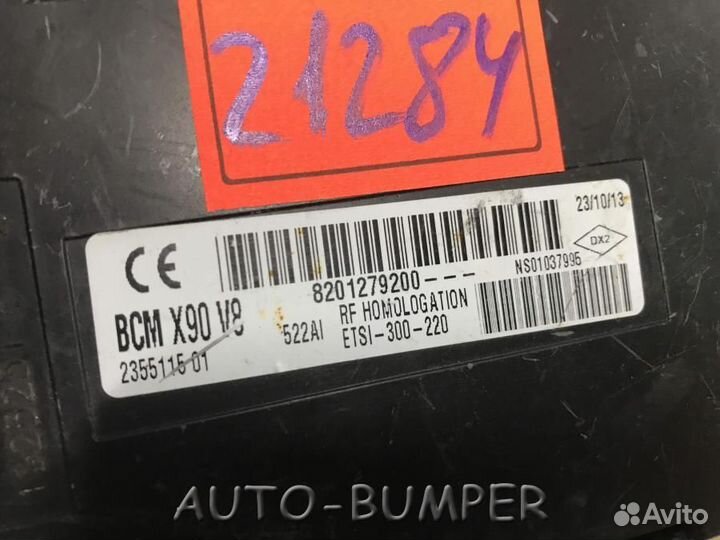 21284
CE
8201279200---
23/10/13
DX2
NS01037995
BCM X90 V8
522AI
RF HOMOLOGATION
ETSI-300-220
2355115 01
AUTO-BUMPER
Avito